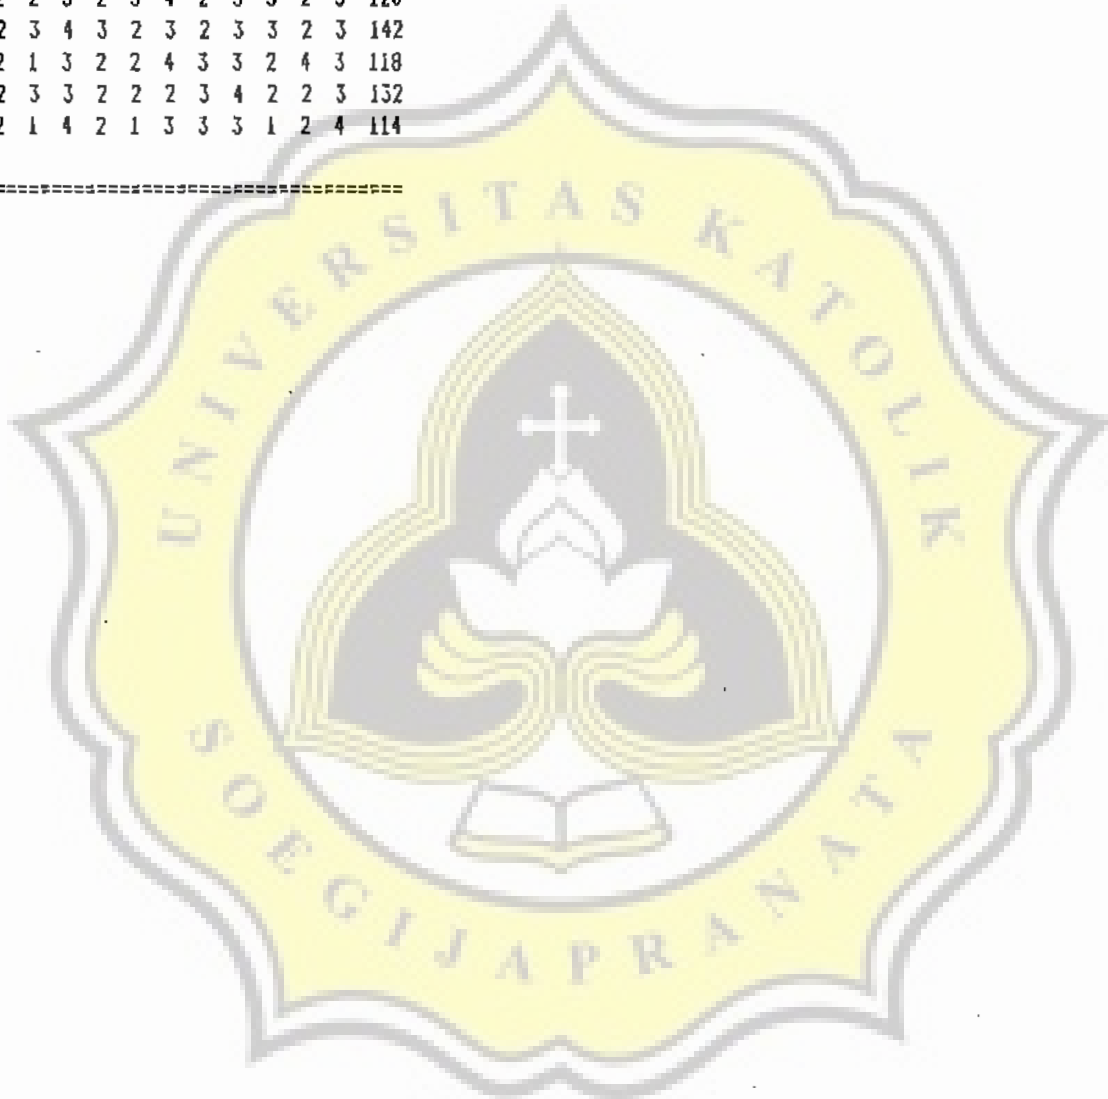 2 3 4 3 2 3 2 3 3 2 3 142
2 1 3 2 2 4 3 3 2 4 3 118
2 3 3 2 2 2 3 4 2 2 3 132
2 1 4 2 1 3 3 3 1 2 4 114
UNIVERSITAS KATOLIK
SOEGIJAPRANATA